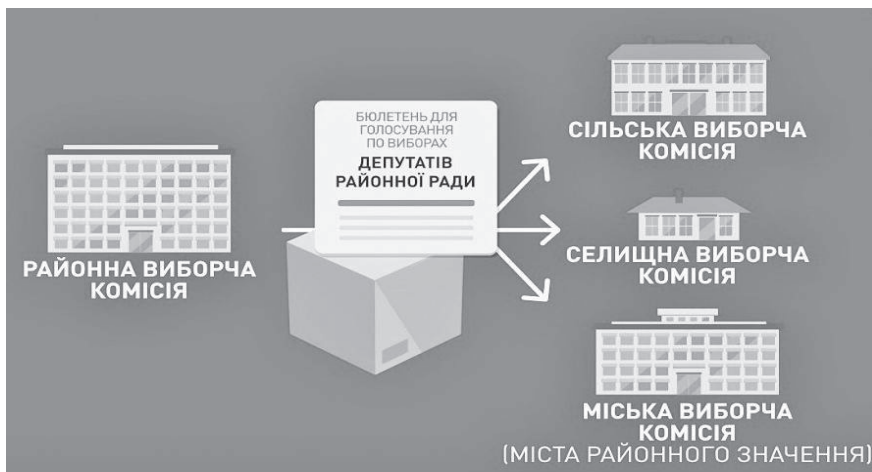 РАЙОННА ВИБОРЧА
КОМІСІЯ
БЮЛЕТЕНЬ ДЛЯ
ГОЛОСУВАННЯ
ПО ВИБОРАХ
ДЕПУТАТІВ
РАЙОННОЇ РАДИ
СІЛЬСЬКА ВИБОРЧА
КОМІСІЯ
СЕЛИЩНА ВИБОРЧА
КОМІСІЯ
МІСЬКА ВИБОРЧА
КОМІСІЯ
(МІСТА РАЙОННОГО ЗНАЧЕННЯ)